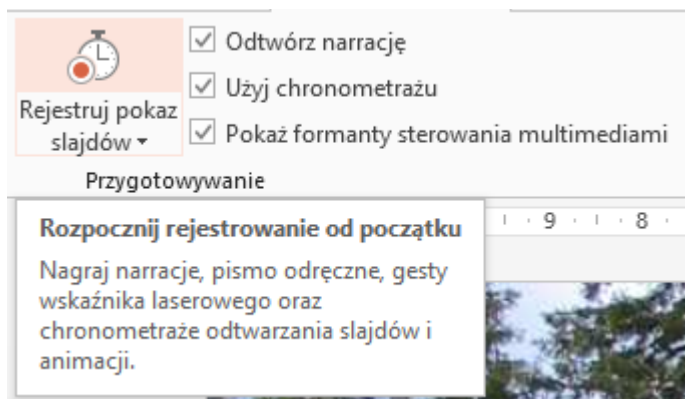 Odtwórz narrację
Użyj chronometrażu
Pokaż formanty sterowania multimediami
Rejestruj pokaz
slajdów
Przygotowywanie
Rozpocznij rejestrowanie od początku
Nagraj narracje, pismo odręczne, gesty
wskaźnika laserowego oraz
chronometraże odtwarzania slajdów i
animacji.
9 8